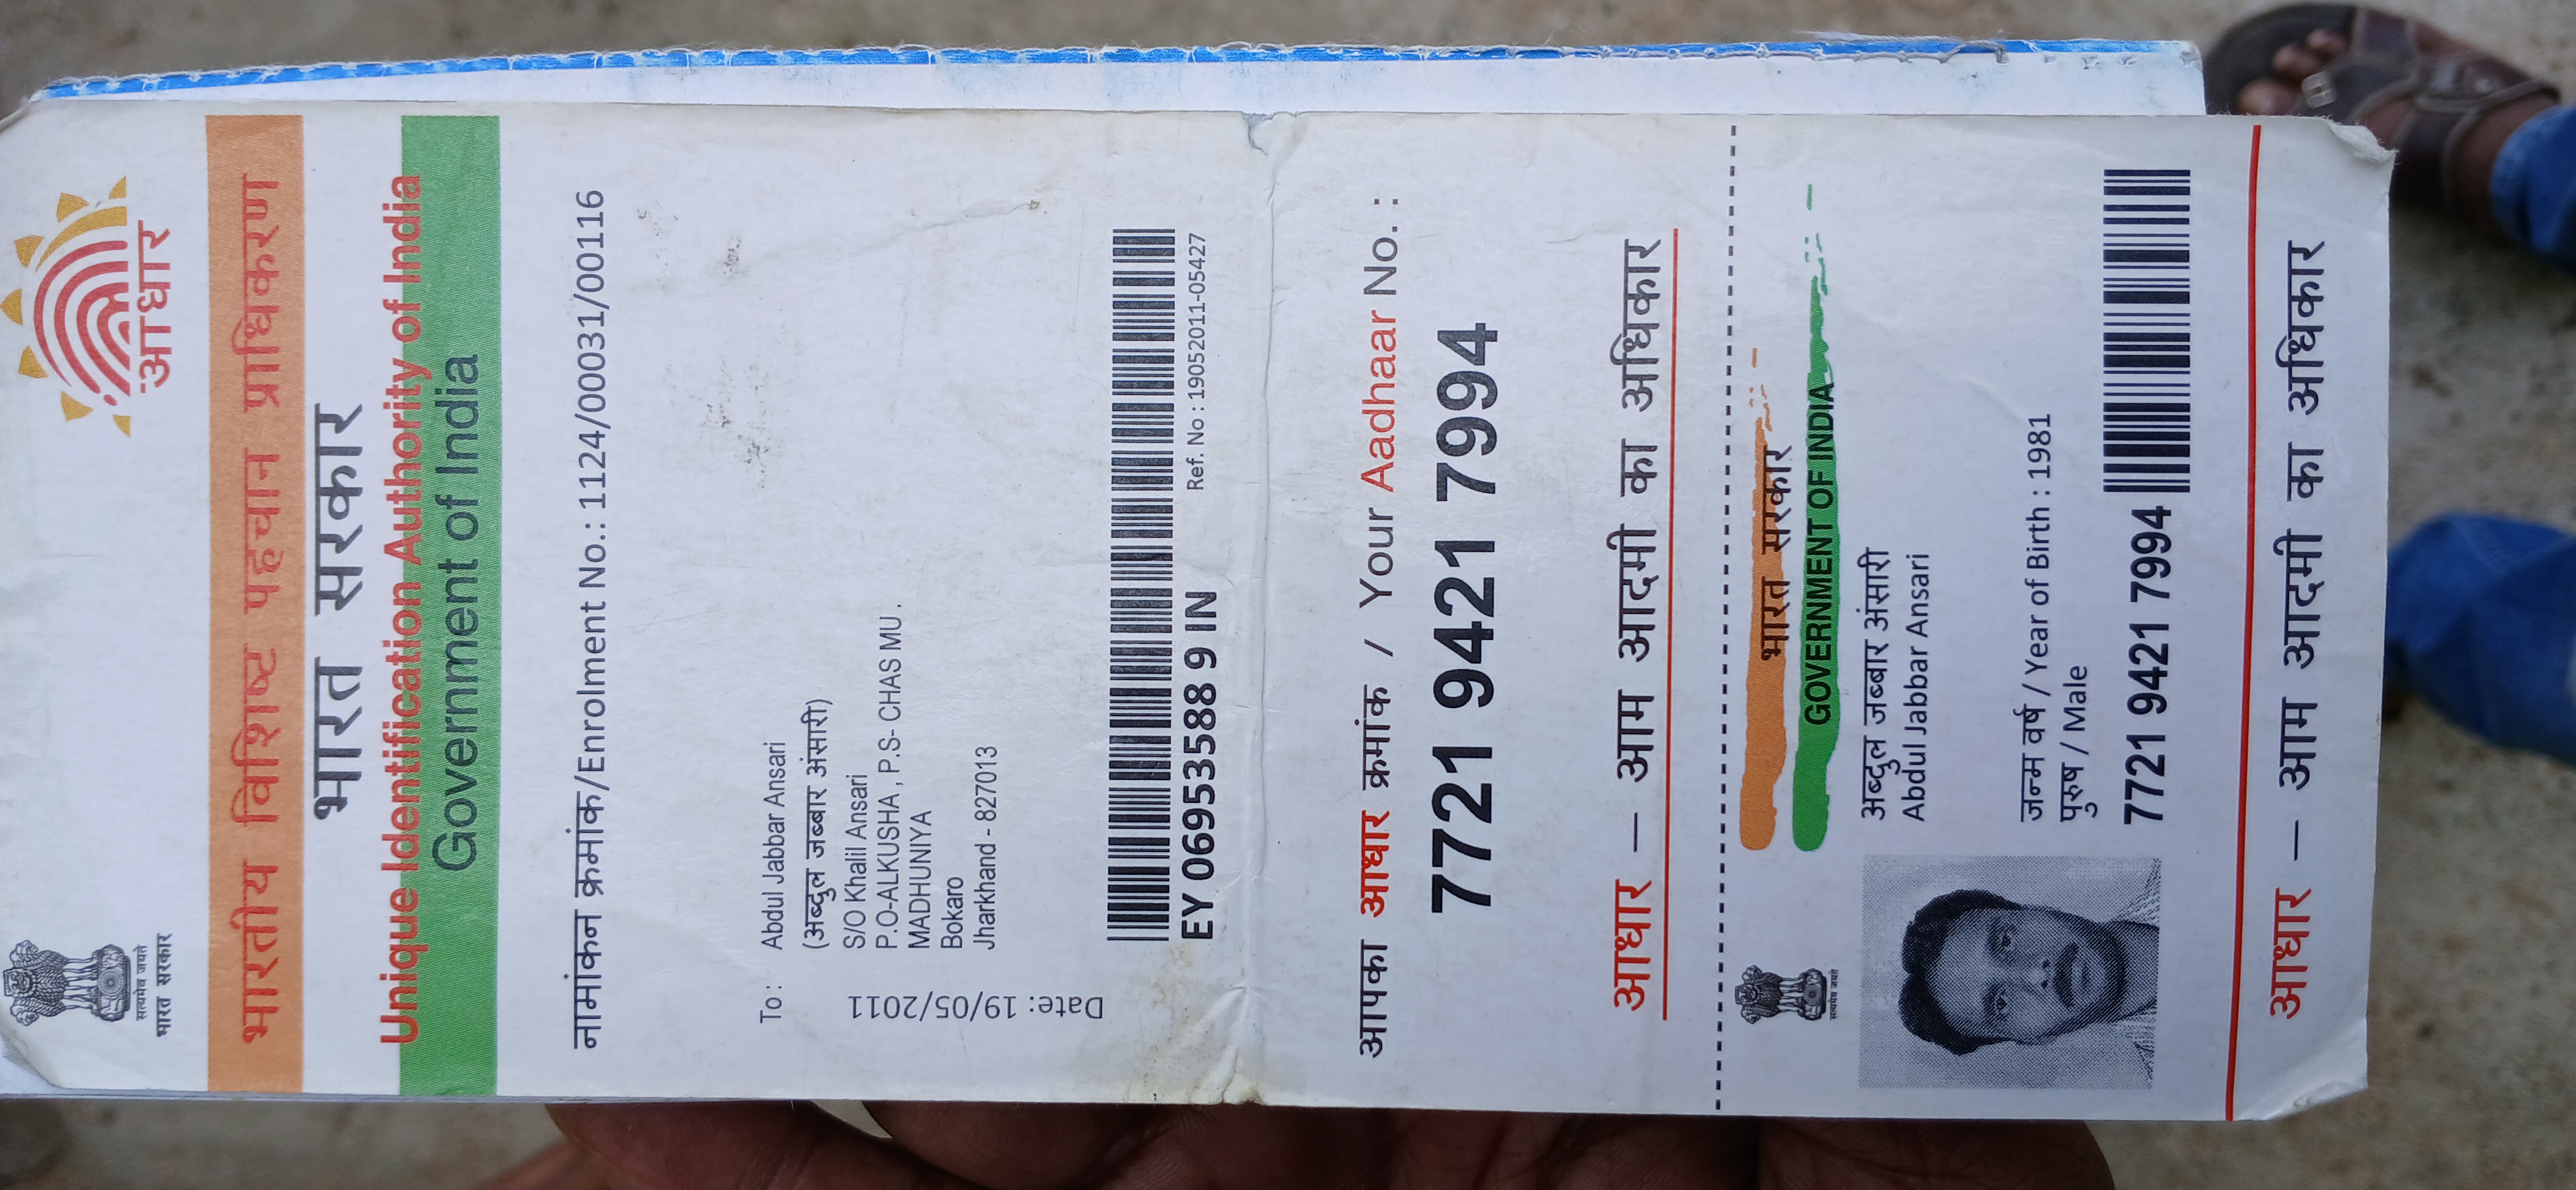 सत्यमेव जयते
भारत सरकार
आधार
भारतीय विशिष्ट पहचान प्राधिकरण
भारत सरकार
Unique Identification Authority of India
Government of India
नामांकन क्रमांक/Enrolment No.: 1124/00031/00116
To :
Abdul Jabbar Ansari
(अब्दुल जब्बार अंसारी)
S/O Khalil Ansari
P.O-ALKUSHA , P.S- CHAS MU .
MADHUNIYA
Bokaro
Jharkhand - 827013
Date: 19/05/2011
EY 06953588 9 IN
Ref. No : 19052011-05427
आपका आधार क्रमांक / Your Aadhaar No. :
7721 9421 7994
आधार – आम आदमी का अधिकार
सत्यमेव जयते
भारत सरकार
GOVERNMENT OF INDIA
अब्दुल जब्बार अंसारी
Abdul Jabbar Ansari
जन्म वर्ष / Year of Birth : 1981
पुरुष / Male
7721 9421 7994
आधार – आम आदमी का अधिकार